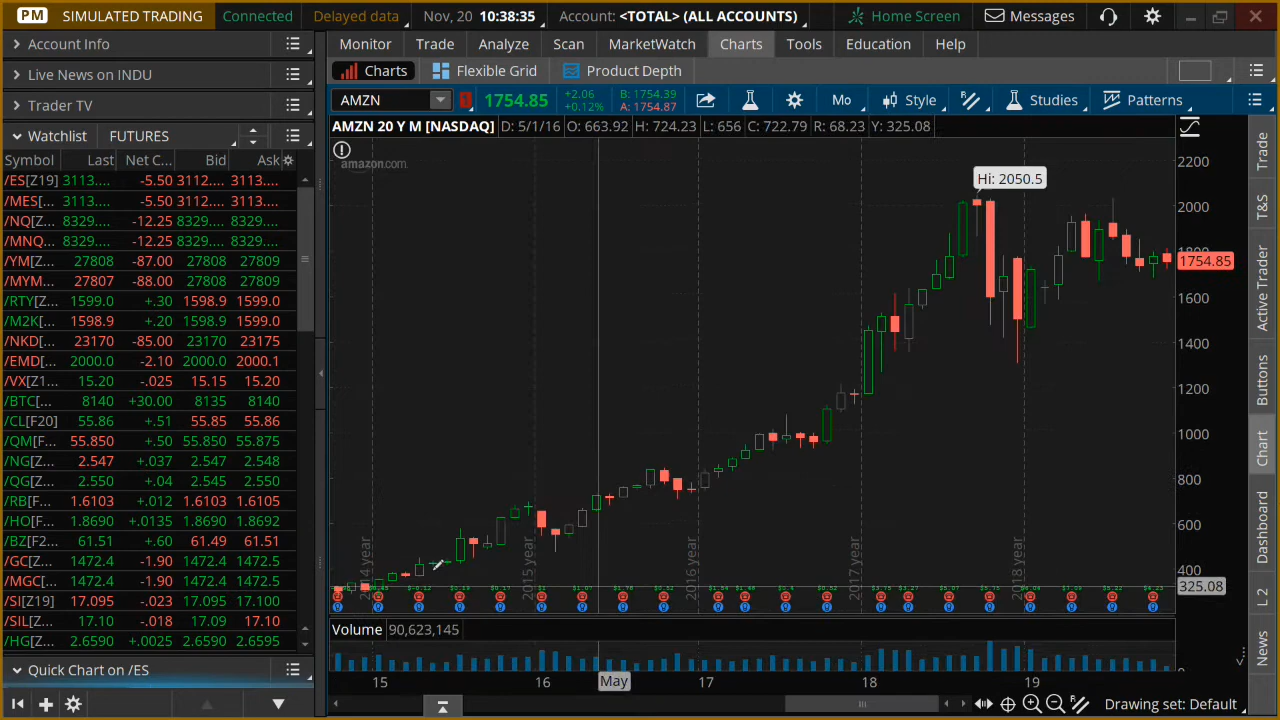 PM SIMULATED TRADING Connected Delayed data Nov, 20 10:38:35 Account: <TOTAL> (ALL ACCOUNTS) Home Screen Messages
Account Info
Live News on INDU
Trader TV
Watchlist FUTURES
Symbol Last Net C... Bid Ask
/ES[Z19] 3113.... -5.50 3112.... 3113....
/MES[Z... 3113.... -5.50 3112.... 3113....
/NQ[Z... 8329.... -12.25 8329.... 8329....
/MNQ... 8329.... -12.25 8329.... 8329....
/YM[Z... 27808 -87.00 27808 27809
/MYM... 27807 -88.00 27808 27809
/RTY[Z... 1599.0 +.30 1598.9 1599.0
/M2K[... 1598.9 +.20 1598.9 1599.0
/NKD[... 23170 -85.00 23170 23175
/EMD[... 2000.0 -2.10 2000.0 2000.1
/VX[Z1... 15.20 -.025 15.15 15.20
/BTC[... 8140 +30.00 8135 8140
/CL[F20] 55.86 +.51 55.85 55.86
/QM[F... 55.850 +.50 55.850 55.875
/NG[Z... 2.547 +.037 2.547 2.548
/QG[Z... 2.550 +.04 2.545 2.550
/RB[F... 1.6103 +.012 1.6103 1.6105
/HO[F... 1.8690 +.0135 1.8690 1.8692
/BZ[F2... 61.51 +.60 61.49 61.51
/GC[Z... 1472.4 -1.90 1472.4 1472.5
/MGC[... 1472.4 -1.90 1472.4 1472.5
/SI[Z19] 17.095 -.023 17.095 17.100
/SIL[Z... 17.10 -.018 17.09 17.10
/HG[Z... 2.6590 +.0025 2.6590 2.6595
Quick Chart on /ES
Monitor Trade Analyze Scan MarketWatch Charts Tools Education Help
Charts Flexible Grid Product Depth
AMZN 1754.85 +2.06 B: 1754.39
+0.12% A: 1754.87
Mo Style Studies Patterns
AMZN 20 Y M [NASDAQ] D: 5/1/16 O: 663.92 H: 724.23 L: 656 C: 722.79 R: 68.23 Y: 325.08
amazon.com.
Hi: 2050.5
2200
2000
1800
1754.85
1600
1400
1200
1000
800
600
400
325.08
2014 year 2015 year 2016 year 2017 year 2018 year
Volume 90,623,145
0
15 16 May 17 18 19
Drawing set: Default
Trade
T&S
Active Trader
Buttons
Chart
Dashboard
L 2
News